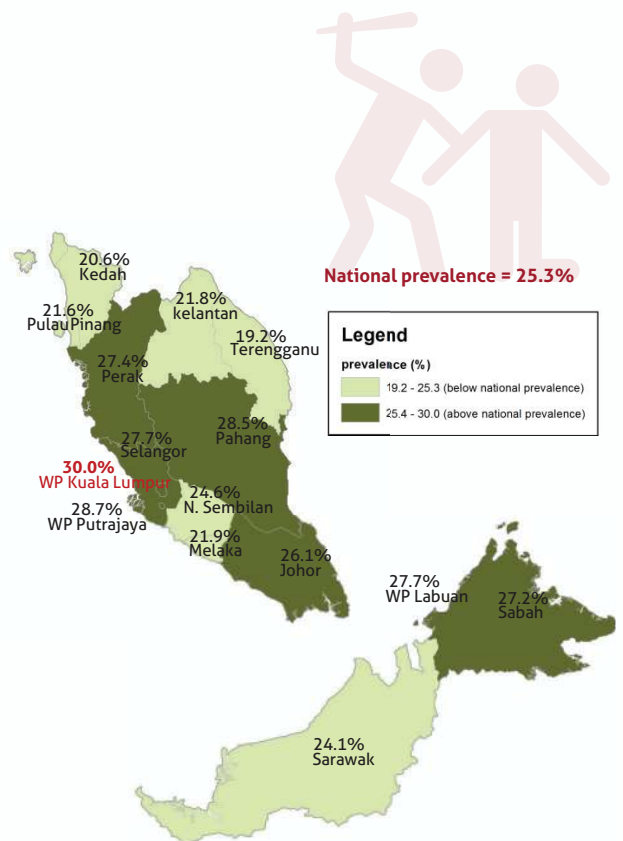 National prevalence = 25.3%
Legend
prevalence (%)
19.2 - 25.3 (below national prevalence)
25.4 - 30.0 (above national prevalence)
20.6%
Kedah
21.6%
PulauPinang
21.8%
kelantan
19.2%
Terengganu
27.4%
Perak
28.5%
Pahang
27.7%
Selangor
30.0%
WP Kuala Lumpur
28.7%
WP Putrajaya
24.6%
N. Sembilan
21.9%
Melaka
26.1%
Johor
27.7%
WP Labuan
27.2%
Sabah
24.1%
Sarawak